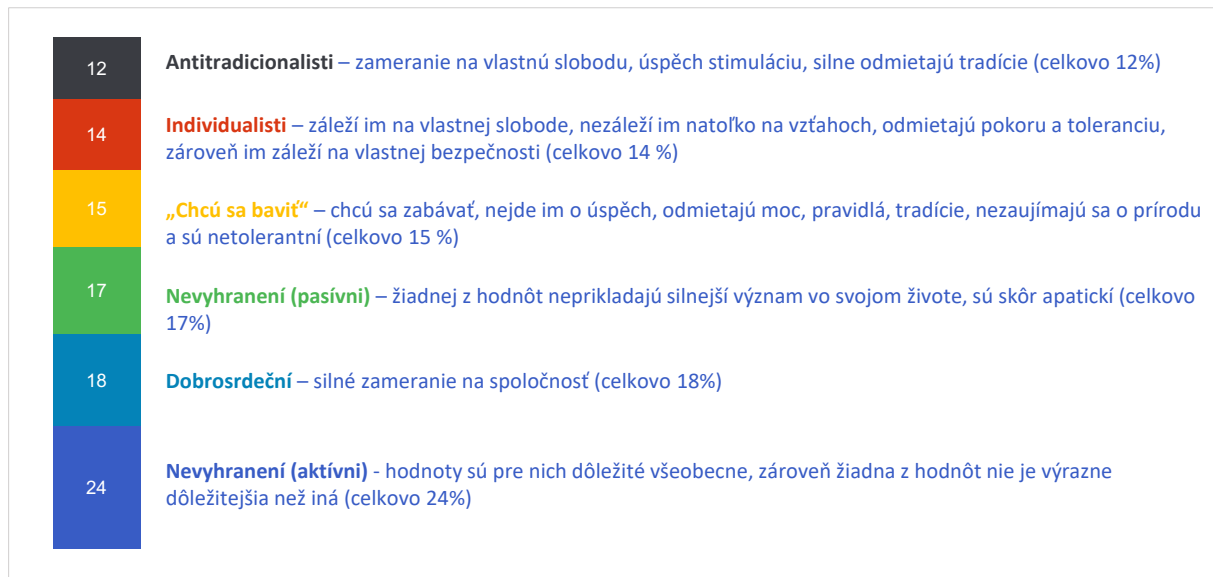 12
Antitradicionalisti – zameranie na vlastnú slobodu, úspěch stimuláciu, silne odmietajú tradície (celkovo 12%)
14
Individualisti – záleží im na vlastnej slobode, nezáleží im natoľko na vzťahoch, odmietajú pokoru a toleranciu,
zároveň im záleží na vlastnej bezpečnosti (celkovo 14 %)
15
„Chcú sa baviť“ – chcú sa zabávať, nejde im o úspěch, odmietajú moc, pravidlá, tradície, nezaujímajú sa o prírodu
a sú netolerantní (celkovo 15 %)
17
Nevyhranení (pasívni) – žiadnej z hodnôt neprikladajú silnejší význam vo svojom živote, sú skôr apatickí (celkovo
17%)
18
Dobrosrdeční – silné zameranie na spoločnosť (celkovo 18%)
24
Nevyhranení (aktívni) - hodnoty sú pre nich dôležité všeobecne, zároveň žiadna z hodnôt nie je výrazne
dôležitejšia než iná (celkovo 24%)